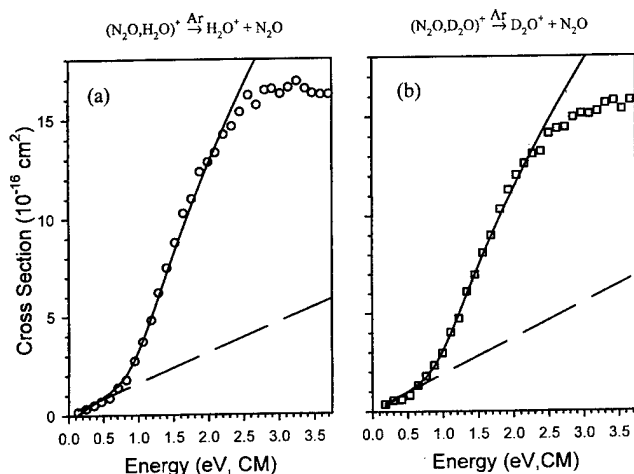 (N₂O,H₂O)⁺ Ar→ H₂O⁺ + N₂O
(N₂O,D₂O)⁺ Ar→ D₂O⁺ + N₂O
(a)
(b)
Cross Section (10⁻¹⁶ cm²)
15
10
5
0
0.0 0.5 1.0 1.5 2.0 2.5 3.0 3.5
0.0 0.5 1.0 1.5 2.0 2.5 3.0 3.5
Energy (eV, CM)
Energy (eV, CM)